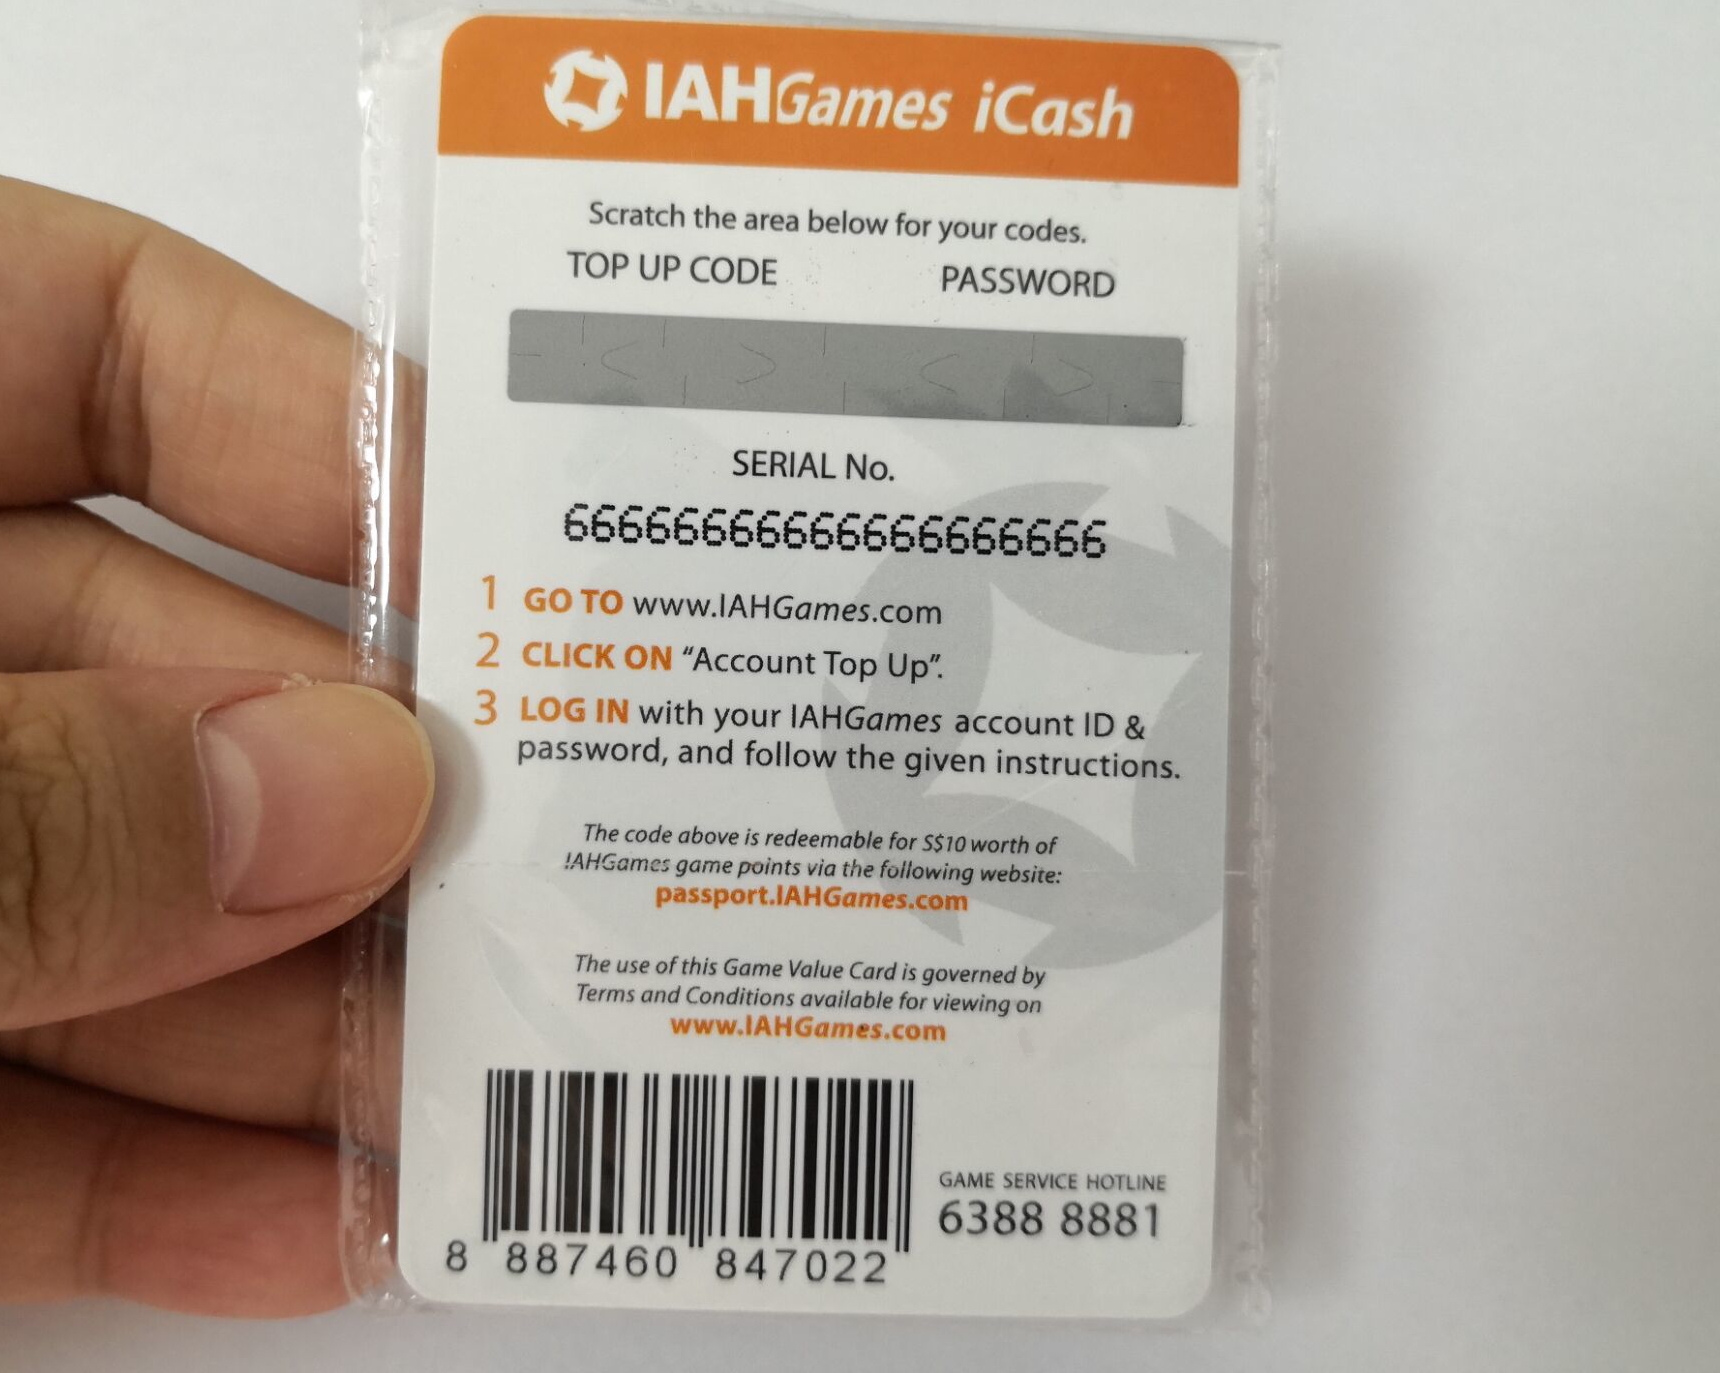 IAHGames iCash
Scratch the area below for your codes.
TOP UP CODE PASSWORD
SERIAL No.
66666666666666666666
1 GO TO www.IAHGames.com
2 CLICK ON “Account Top Up”.
3 LOG IN with your IAHGames account ID &
password, and follow the given instructions.
The code above is redeemable for S$10 worth of
IAHGames game points via the following website:
passport.IAHGames.com
The use of this Game Value Card is governed by
Terms and Conditions available for viewing on
www.IAHGames.com
GAME SERVICE HOTLINE
6388 8881
8 887460 847022